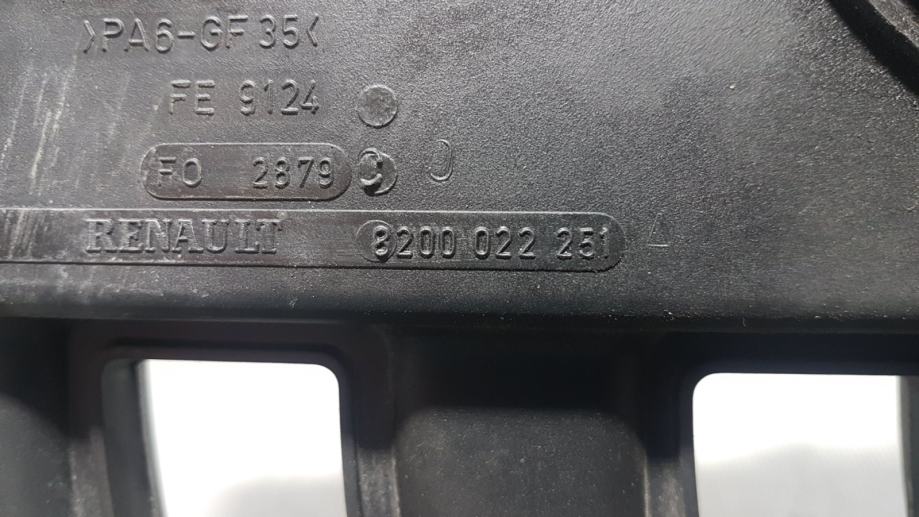 >PA6-GF35<
FE 9124
FO 2879 C J
RENAULT 8200 022 251 A